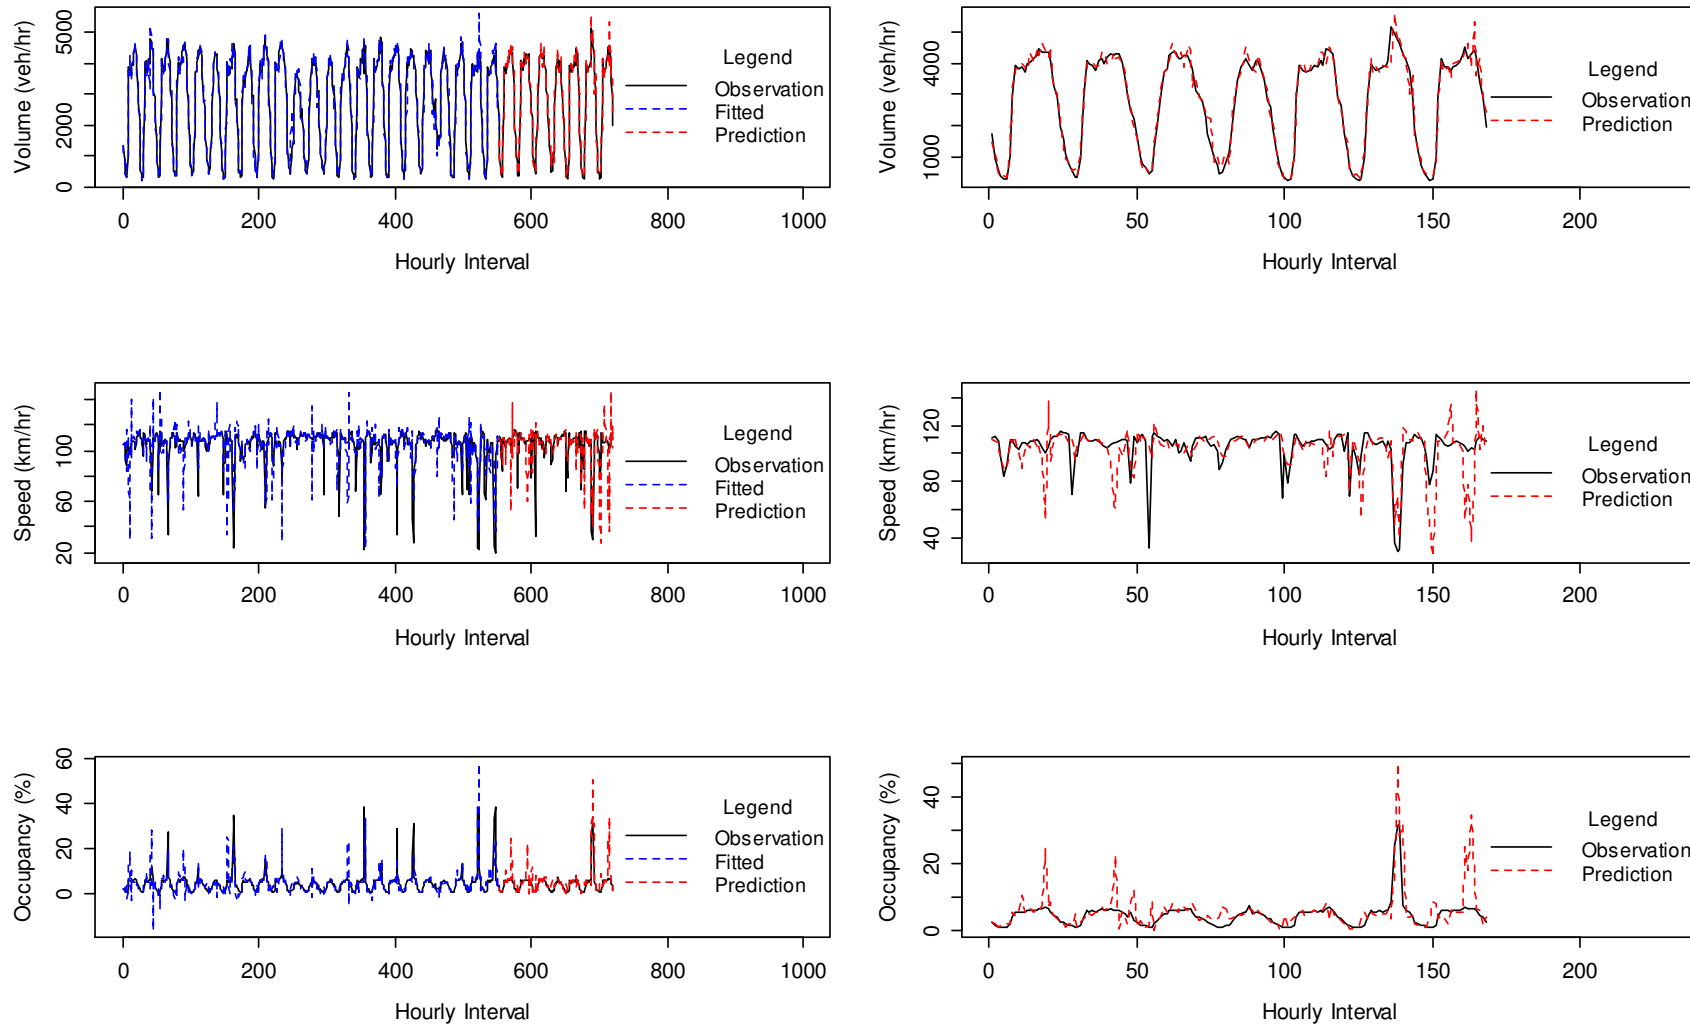 Volume (veh/hr)
0 2000 5000
Legend
Observation
Fitted
Prediction
0 200 400 600 800 1000
Hourly Interval
Volume (veh/hr)
1000 4000
Legend
Observation
Prediction
0 50 100 150 200
Hourly Interval
Speed (km/hr)
20 60 100
Legend
Observation
Fitted
Prediction
0 200 400 600 800 1000
Hourly Interval
Speed (km/hr)
40 80 120
Legend
Observation
Prediction
0 50 100 150 200
Hourly Interval
Occupancy (%)
0 20 40 60
Legend
Observation
Fitted
Prediction
0 200 400 600 800 1000
Hourly Interval
Occupancy (%)
0 20 40
Legend
Observation
Prediction
0 50 100 150 200
Hourly Interval